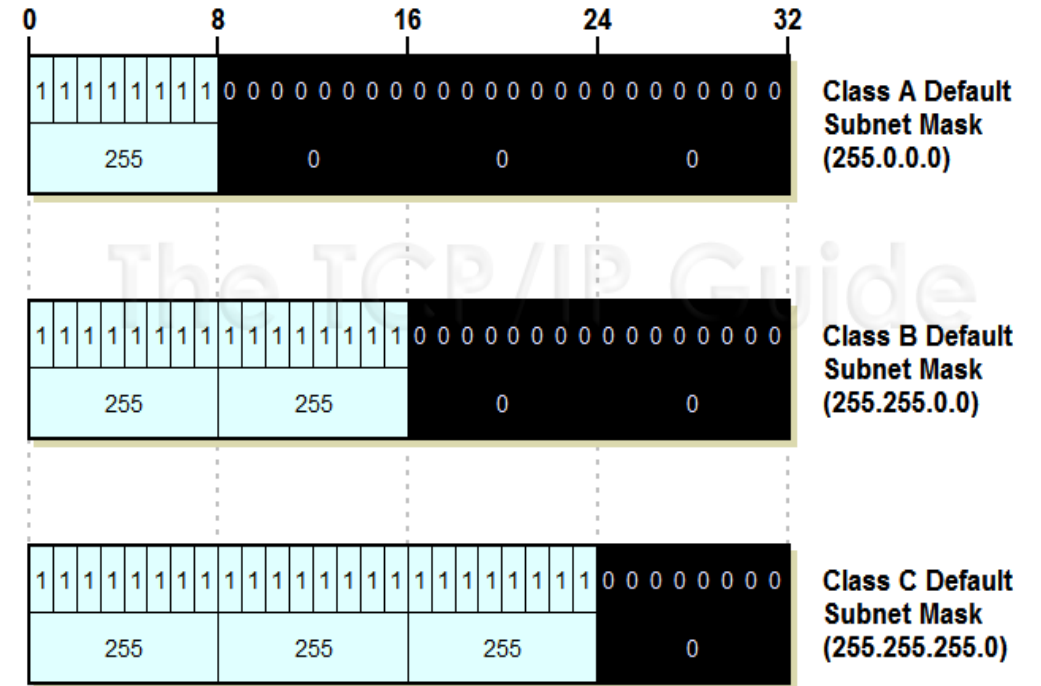 0 8 16 24 32
1 1 1 1 1 1 1 1 0 0 0 0 0 0 0 0 0 0 0 0 0 0 0 0 0 0 0 0 0 0 0 0
255 0 0 0
Class A Default
Subnet Mask
(255.0.0.0)
The TCP/IP Guide
1 1 1 1 1 1 1 1 1 1 1 1 1 1 1 1 0 0 0 0 0 0 0 0 0 0 0 0 0 0 0 0
255 255 0 0
Class B Default
Subnet Mask
(255.255.0.0)
1 1 1 1 1 1 1 1 1 1 1 1 1 1 1 1 1 1 1 1 1 1 1 1 0 0 0 0 0 0 0 0
255 255 255 0
Class C Default
Subnet Mask
(255.255.255.0)